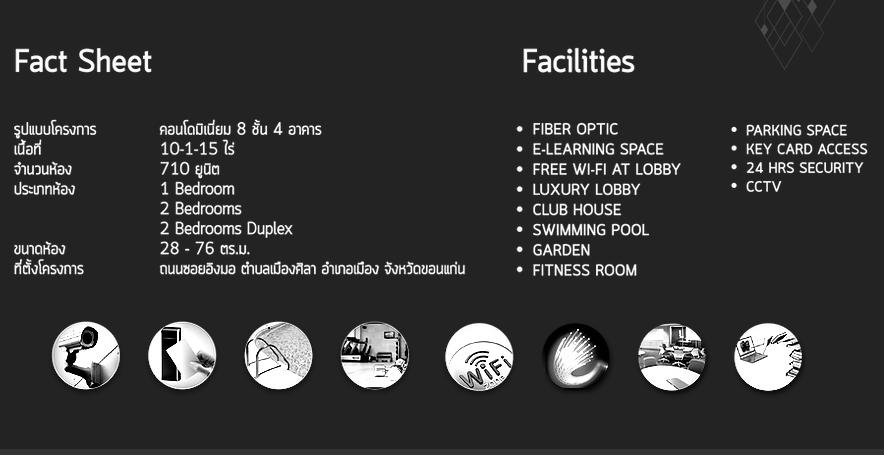 Fact Sheet
รูปแบบโครงการ คอนโดมิเนี่ยม 8 ชั้น 4 อาคาร
เนื้อที่ 10-1-15 ไร่
จำนวนห้อง 710 ยูนิต
ประเภทห้อง 1 Bedroom
2 Bedrooms
2 Bedrooms Duplex
ขนาดห้อง 28 - 76 ตร.ม.
ที่ตั้งโครงการ ถนนซอยอิงมอ ตำบลเมืองศิลา อำเภอเมือง จังหวัดขอนแก่น
Facilities
• FIBER OPTIC
• E-LEARNING SPACE
• FREE WI-FI AT LOBBY
• LUXURY LOBBY
• CLUB HOUSE
• SWIMMING POOL
• GARDEN
• FITNESS ROOM
• PARKING SPACE
• KEY CARD ACCESS
• 24 HRS SECURITY
• CCTV
WiFi
ZONE